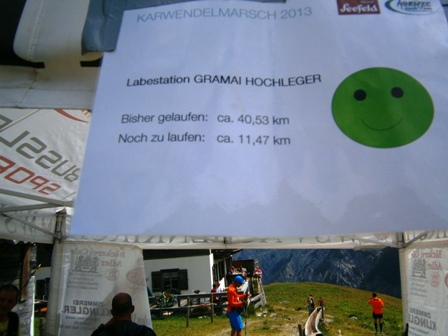 KARWENDELMARSCH 2013
Seefeld
Labestation GRAMAI HOCHLEGER
Bisher gelaufen: ca. 40,53 km
Noch zu laufen: ca. 11,47 km